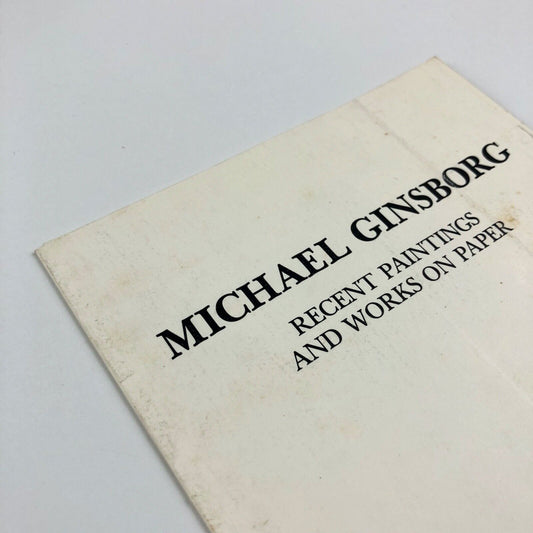 MICHAEL GINSBORG
RECENT PAINTINGS
AND WORKS ON PAPER